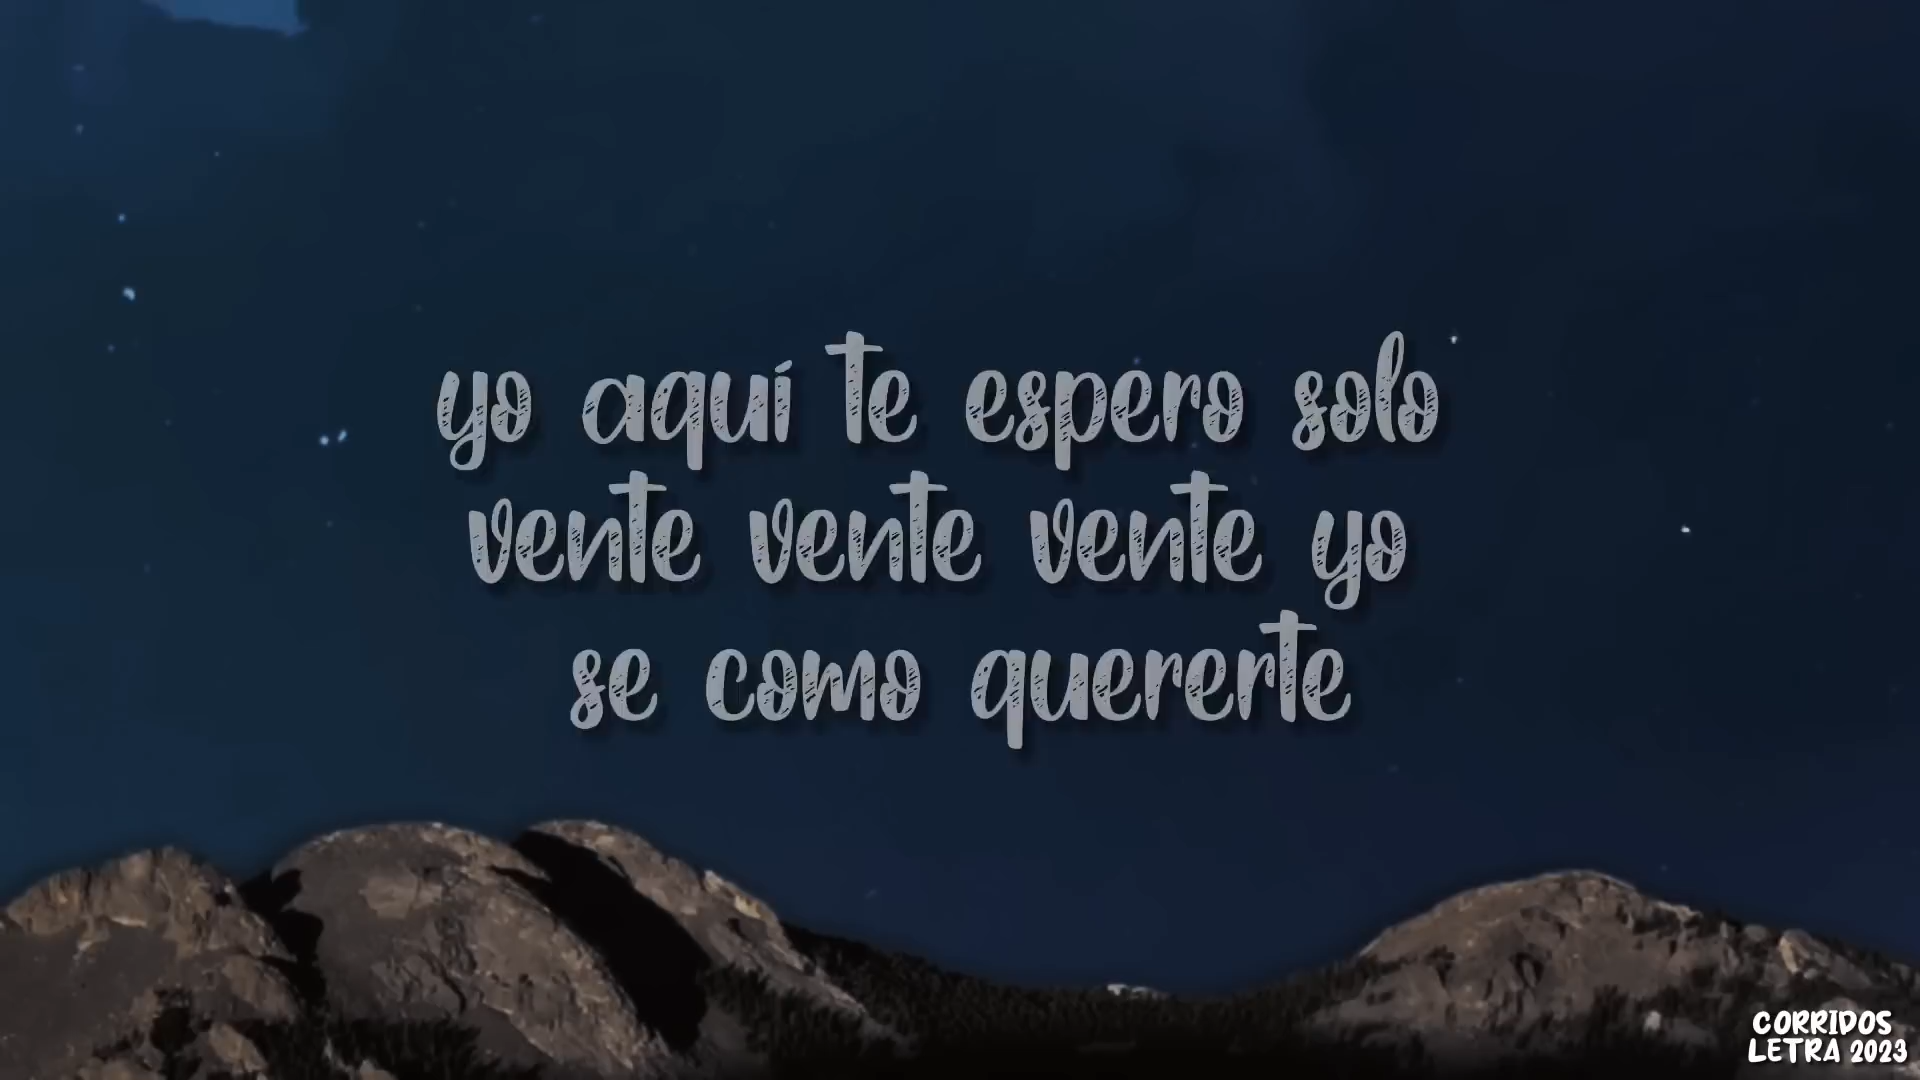 yo aquí te espero solo
vente vente vente yo
se como quererte
CORRIDOS
LETRA 2023